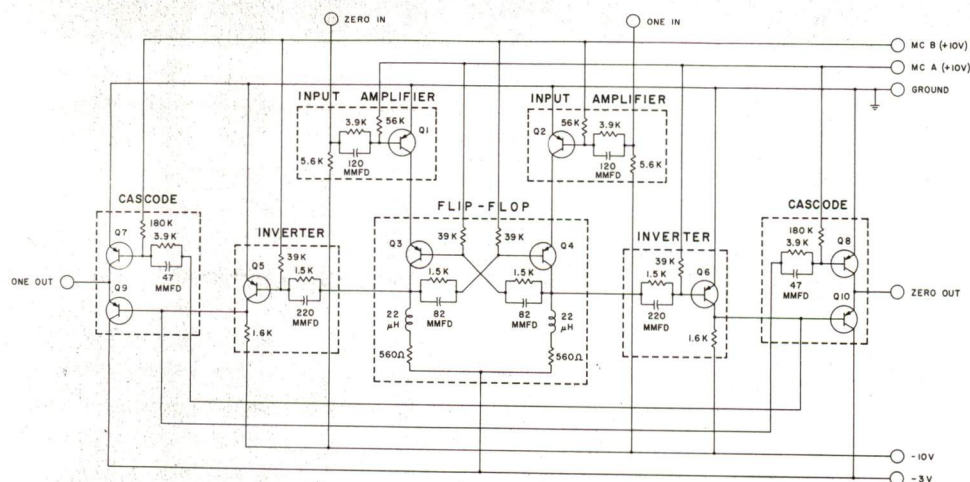 ZERO IN
ONE IN
MC B (+10V)
MC A (+10V)
GROUND
INPUT AMPLIFIER
INPUT AMPLIFIER
3.9K
56K
Q1
5.6K
120
MMFD
56K
3.9K
Q2
120
MMFD
5.6K
CASCODE
FLIP-FLOP
CASCODE
INVERTER
INVERTER
Q7
180K
3.9K
47
MMFD
Q9
Q5
39K
1.5K
220
MMFD
1.6K
Q3
39K
39K
Q4
1.5K
1.5K
82
MMFD
82
MMFD
22
μH
22
μH
560Ω
560Ω
39K
1.5K
Q6
220
MMFD
1.6K
180K
3.9K
Q8
47
MMFD
Q10
ONE OUT
ZERO OUT
-10V
-3V